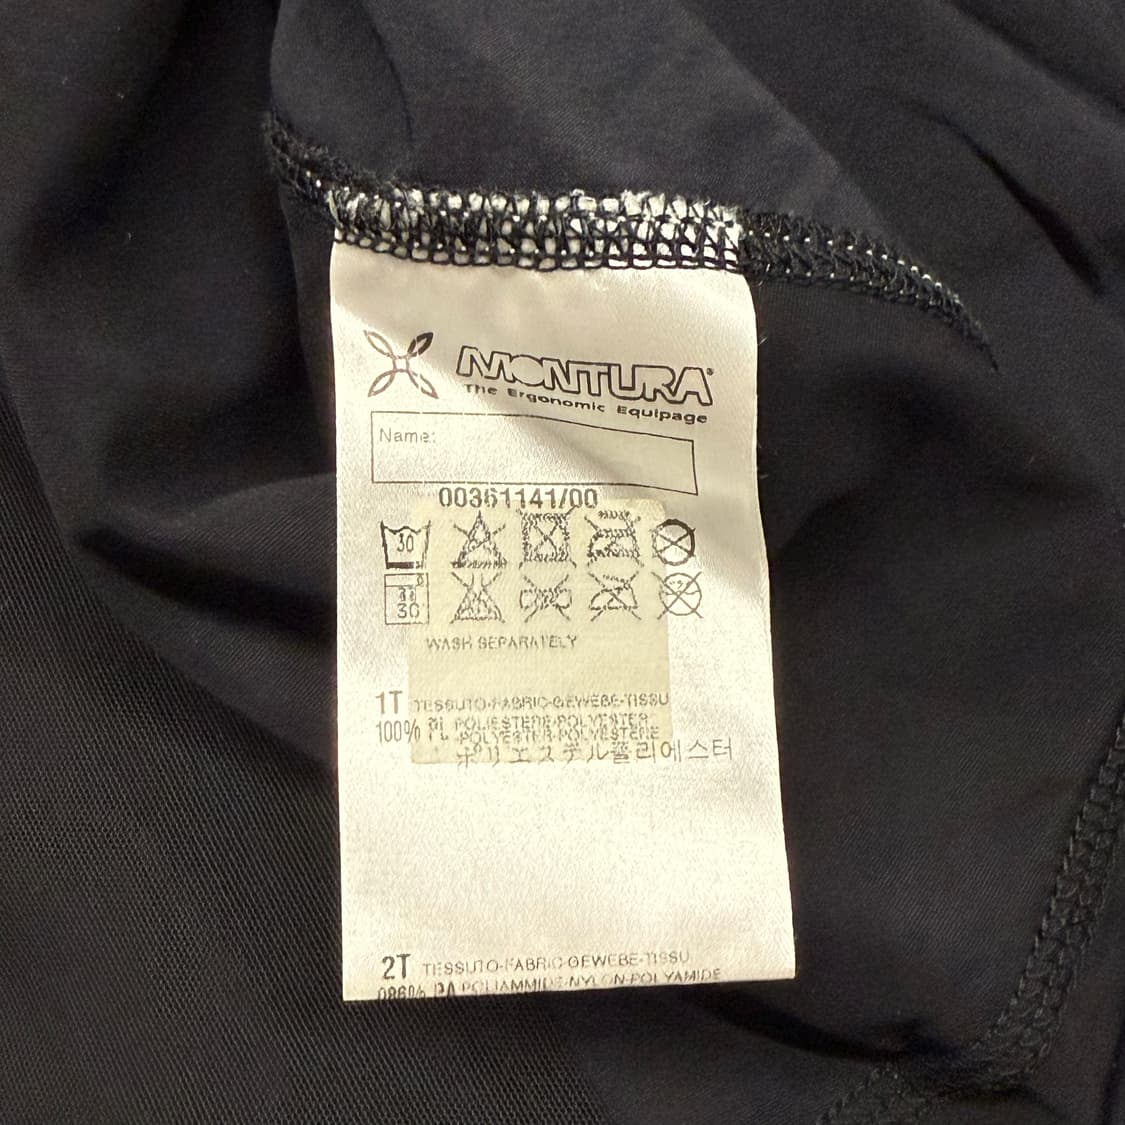 MONTURA
The Ergonomic Equipage
Name:
00361141/00
30
30
WASH SEPARATELY
1T TESSUTO-FABRIC-GEWEBE-TISSU
100% PL POLIESTERE-POLYESTER
PL POLYESTER-POLYESTERE
ポリエステル폴리에스터
2T TESSUTO-FABRIC-GEWEBE-TISSU
086% PA POLIAMMIDE/NYLON-POLYAMIDE